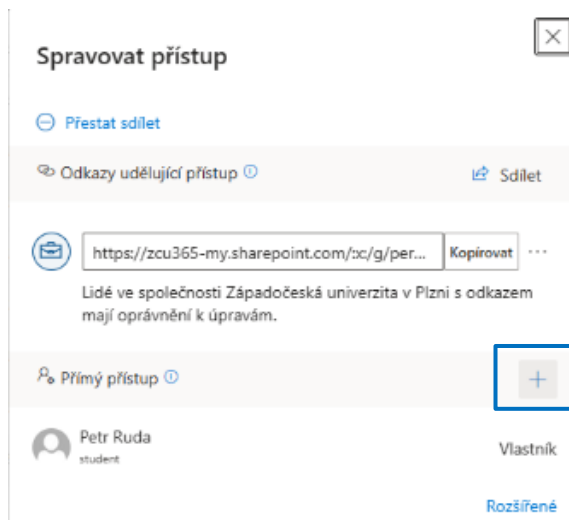 Spravovat přístup
Přestat sdílet
Odkazy udělující přístup
Sdílet
https://zcu365-my.sharepoint.com/:x:/g/per...
Kopírovat
Lidé ve společnosti Západočeská univerzita v Plzni s odkazem
mají oprávnění k úpravám.
Přímý přístup
Petr Ruda
student
Vlastník
Rozšířené